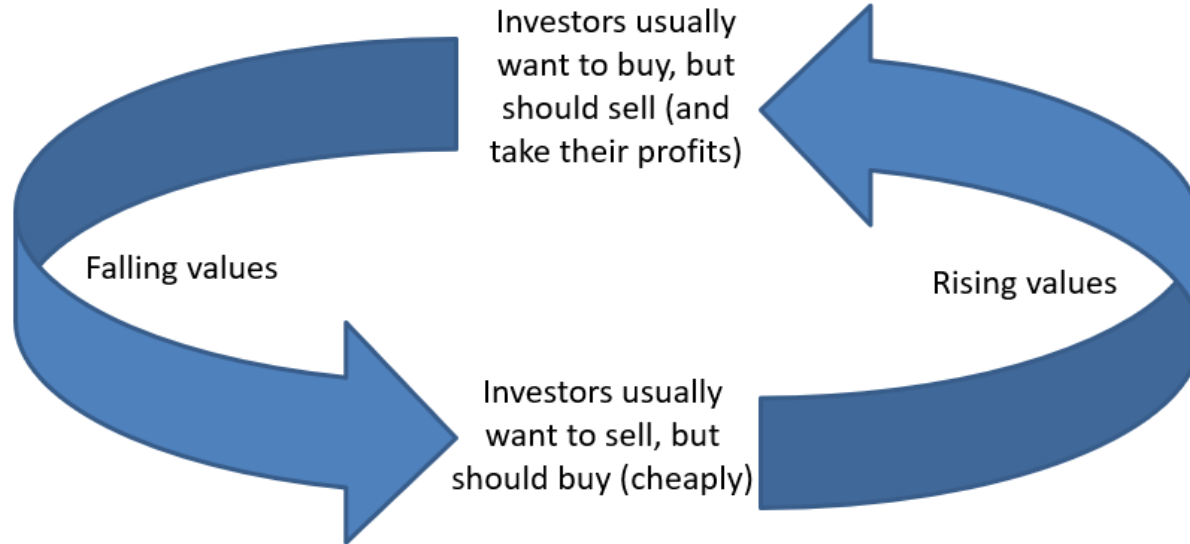 Investors usually
want to buy, but
should sell (and
take their profits)
Falling values
Rising values
Investors usually
want to sell, but
should buy (cheaply)